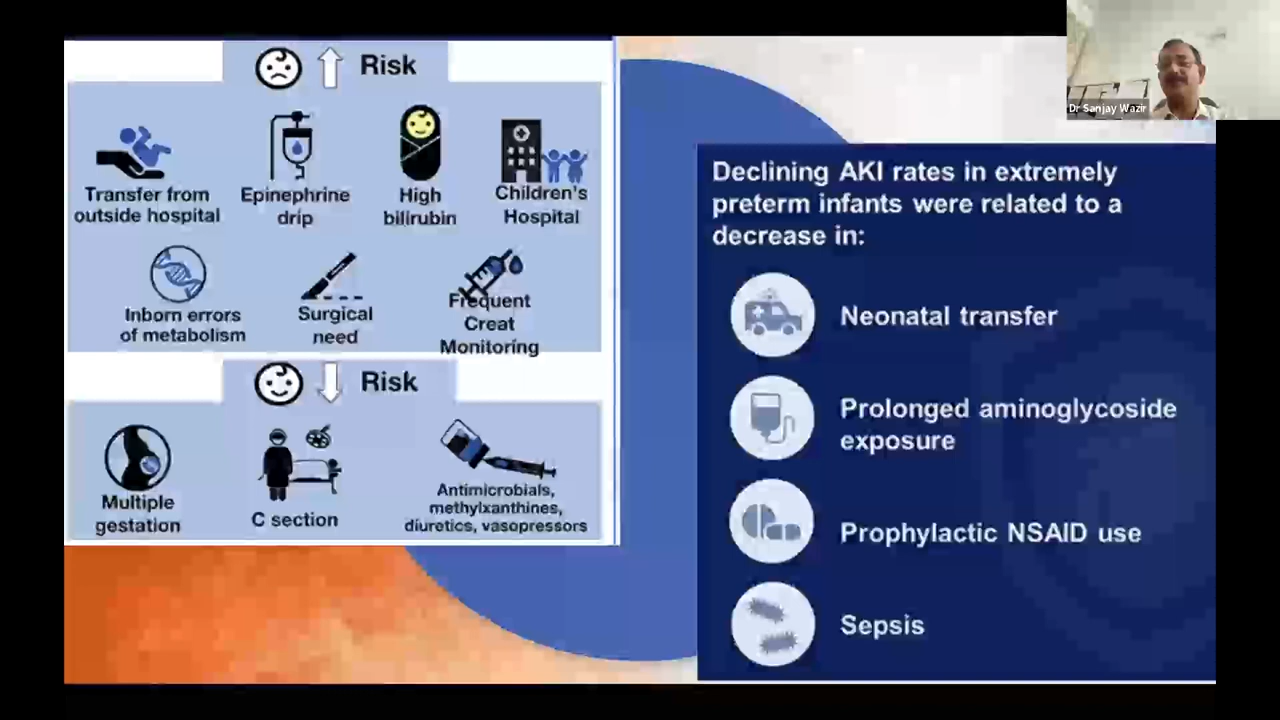 Risk
Transfer from
outside hospital
Epinephrine
drip
High
bilirubin
Children's
Hospital
Inborn errors
of metabolism
Surgical
need
Frequent
Creat
Monitoring
Risk
Multiple
gestation
C section
Antimicrobials,
methylxanthines,
diuretics, vasopressors
Dr Sanjay Wazir
Declining AKI rates in extremely
preterm infants were related to a
decrease in:
Neonatal transfer
Prolonged aminoglycoside
exposure
Prophylactic NSAID use
Sepsis